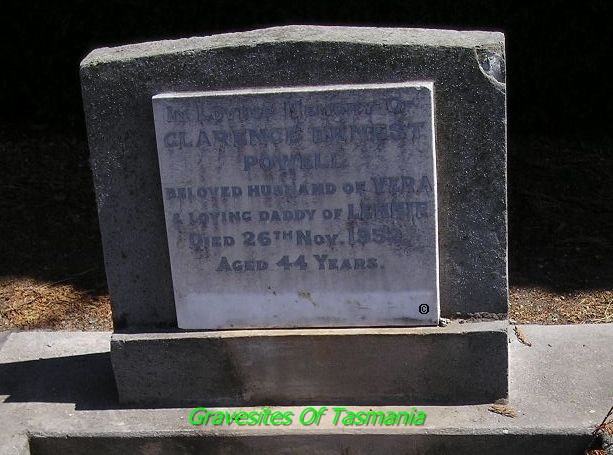 In Loving Memory Of
Clarence Ernest
Powell
Beloved Husband of Vera
& Loving Daddy of
Died 26th Nov.
Aged 44 Years.
©
Gravesites Of Tasmania